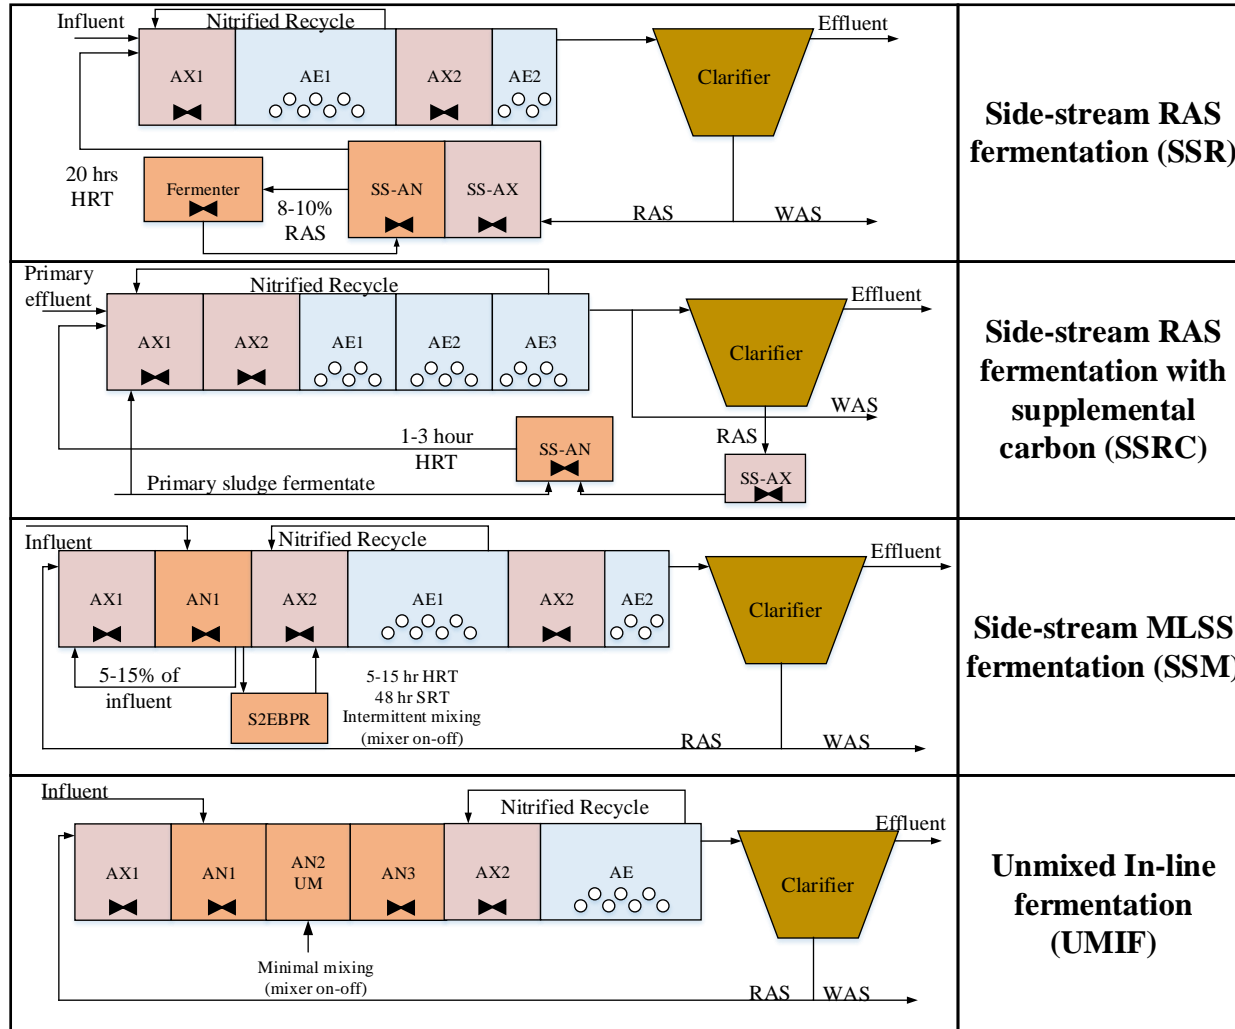 Influent
Nitrified Recycle
Effluent
AX1
AE1
AX2
AE2
Clarifier
20 hrs
HRT
Fermenter
8-10%
RAS
SS-AN
SS-AX
RAS
WAS
Side-stream RAS
fermentation (SSR)
Primary
effluent
Nitrified Recycle
Effluent
AX1
AX2
AE1
AE2
AE3
Clarifier
WAS
RAS
1-3 hour
HRT
SS-AN
SS-AX
Primary sludge fermentate
Side-stream RAS
fermentation with
supplemental
carbon (SSRC)
Influent
Nitrified Recycle
Effluent
AX1
AN1
AX2
AE1
AX2
AE2
Clarifier
5-15% of
influent
S2EBPR
5-15 hr HRT
48 hr SRT
Intermittent mixing
(mixer on-off)
RAS
WAS
Side-stream MLSS
fermentation (SSM)
Influent
Nitrified Recycle
Effluent
AX1
AN1
AN2
UM
AN3
AX2
AE
Clarifier
Minimal mixing
(mixer on-off)
RAS
WAS
Unmixed In-line
fermentation
(UMIF)